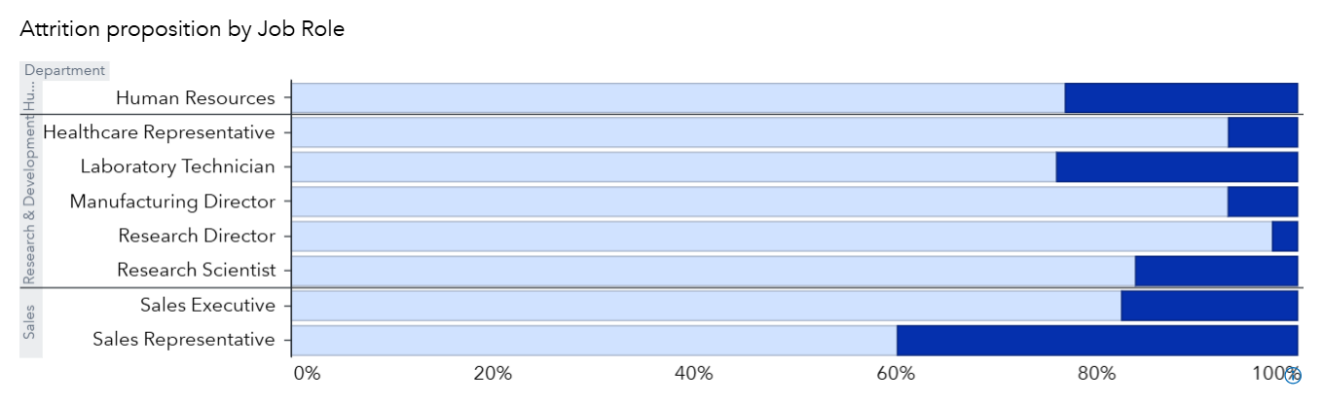 Attrition proposition by Job Role
Department
Hu...
Human Resources
Research & Development
Healthcare Representative
Laboratory Technician
Manufacturing Director
Research Director
Research Scientist
Sales
Sales Executive
Sales Representative
0% 20% 40% 60% 80% 100%